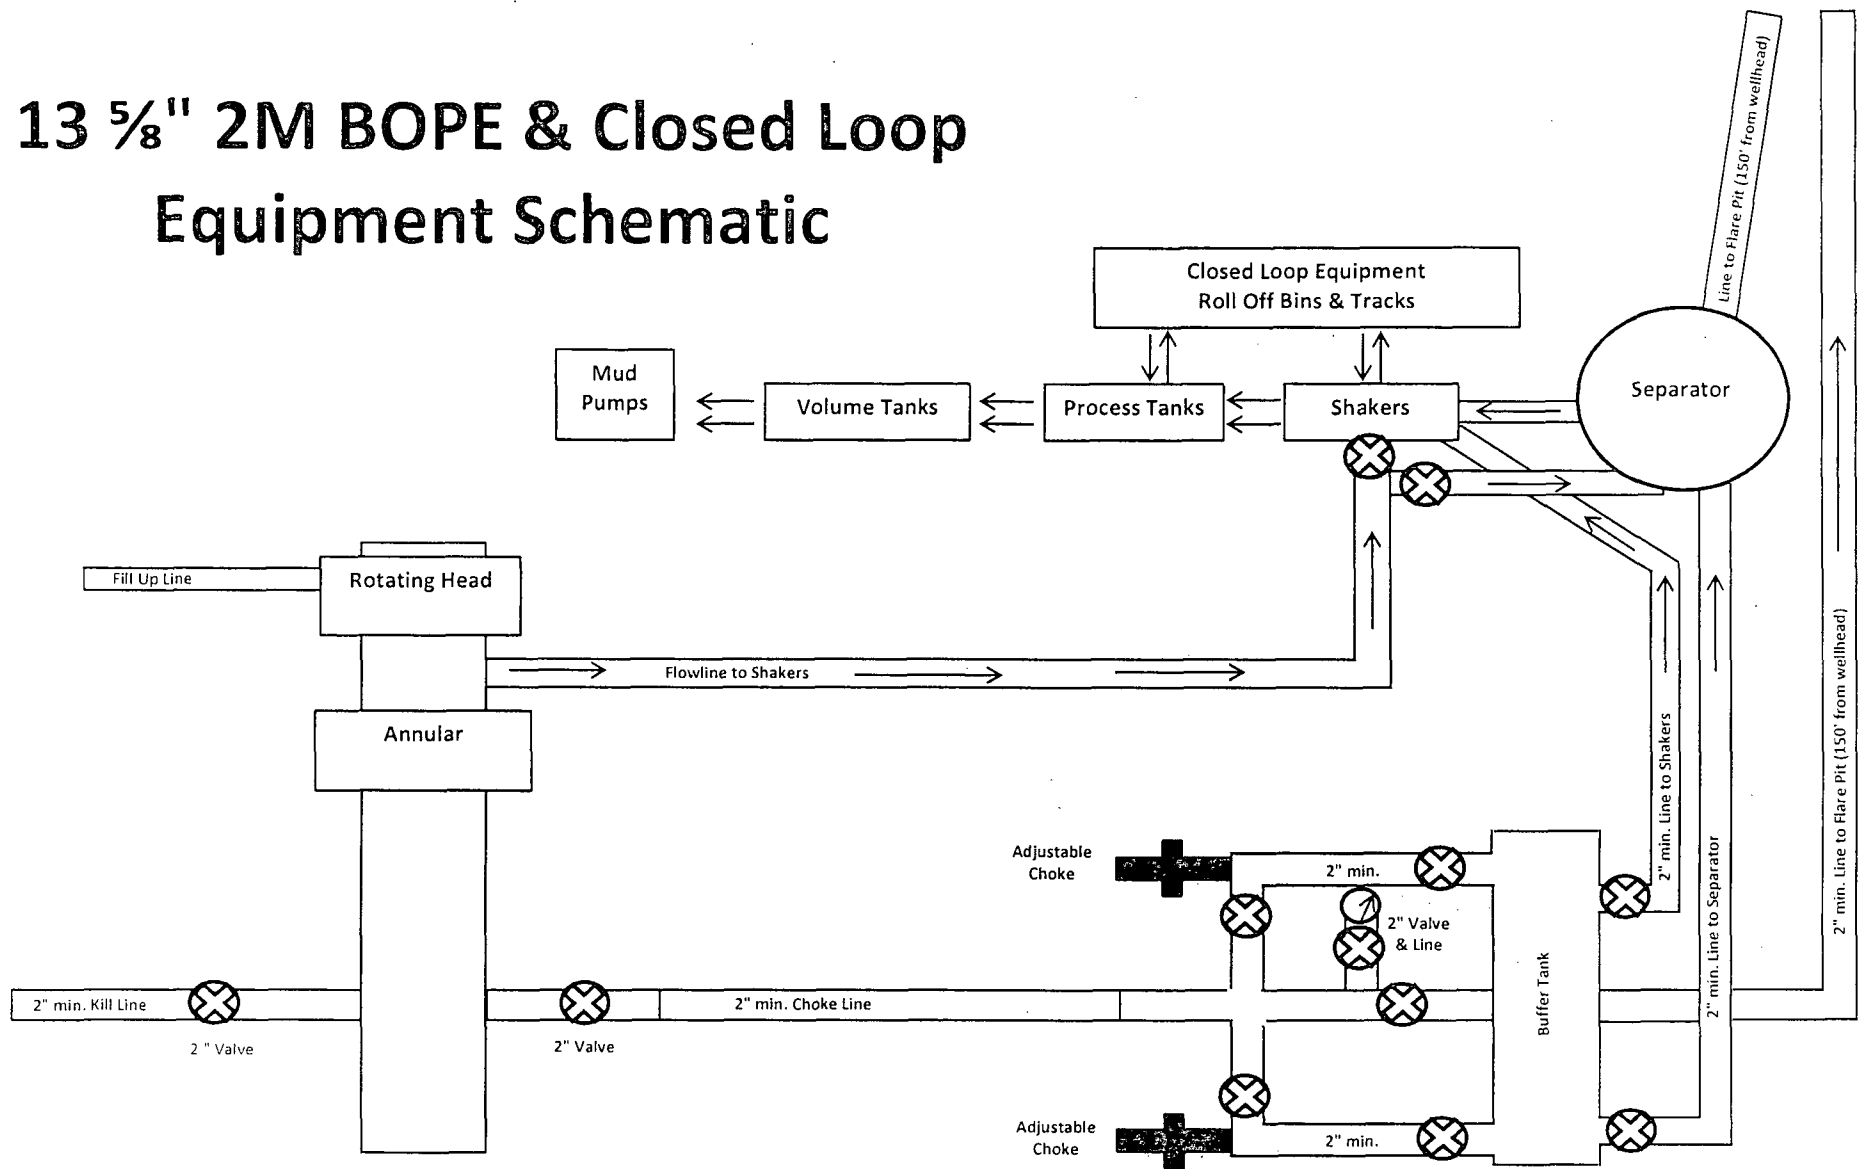 13 ⅝" 2M BOPE & Closed Loop
Equipment Schematic
Closed Loop Equipment
Roll Off Bins & Tracks
Mud
Pumps
Volume Tanks
Process Tanks
Shakers
Separator
Line to Flare Pit (150' from wellhead)
Fill Up Line
Rotating Head
Flowline to Shakers
Annular
Adjustable
Choke
2" min.
2" Valve
& Line
2" min. Kill Line
2 " Valve
2" min. Choke Line
2" Valve
Buffer Tank
2" min. Line to Shakers
2" min. Line to Separator
2" min. Line to Flare Pit (150' from wellhead)
Adjustable
Choke
2" min.